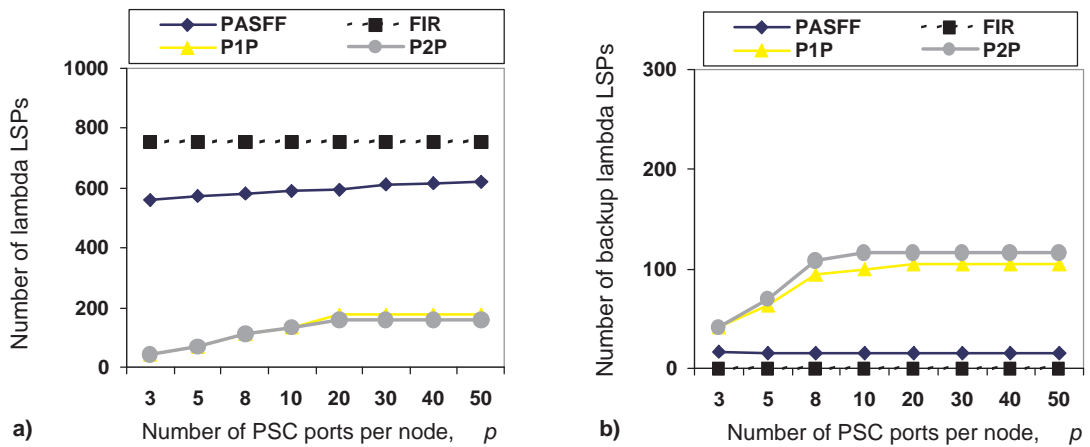 PASFF FIR
P1P P2P
Number of lambda LSPs
1000
800
600
400
200
0
3 5 8 10 20 30 40 50
a) Number of PSC ports per node, p
PASFF FIR
P1P P2P
Number of backup lambda LSPs
300
200
100
0
3 5 8 10 20 30 40 50
b) Number of PSC ports per node, p